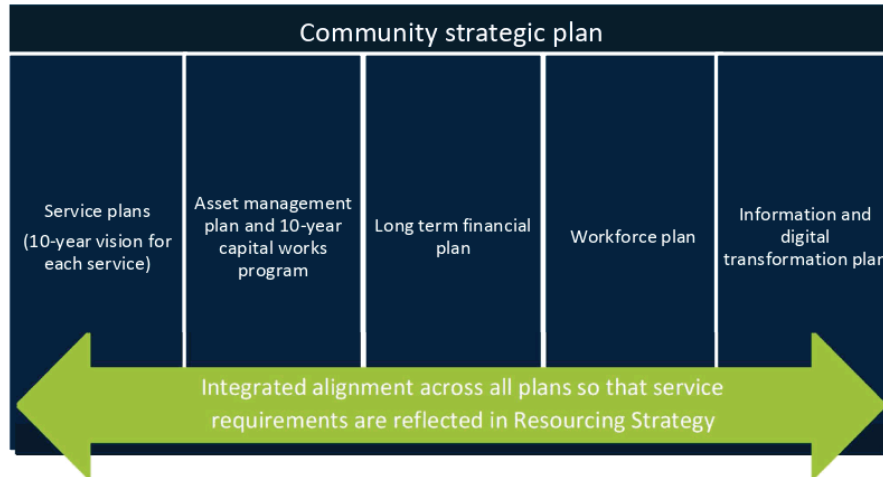 Community strategic plan
Service plans
(10-year vision for
each service)
Asset management
plan and 10-year
capital works
program
Long term financial
plan
Workforce plan
Information and
digital
transformation plan
Integrated alignment across all plans so that service
requirements are reflected in Resourcing Strategy